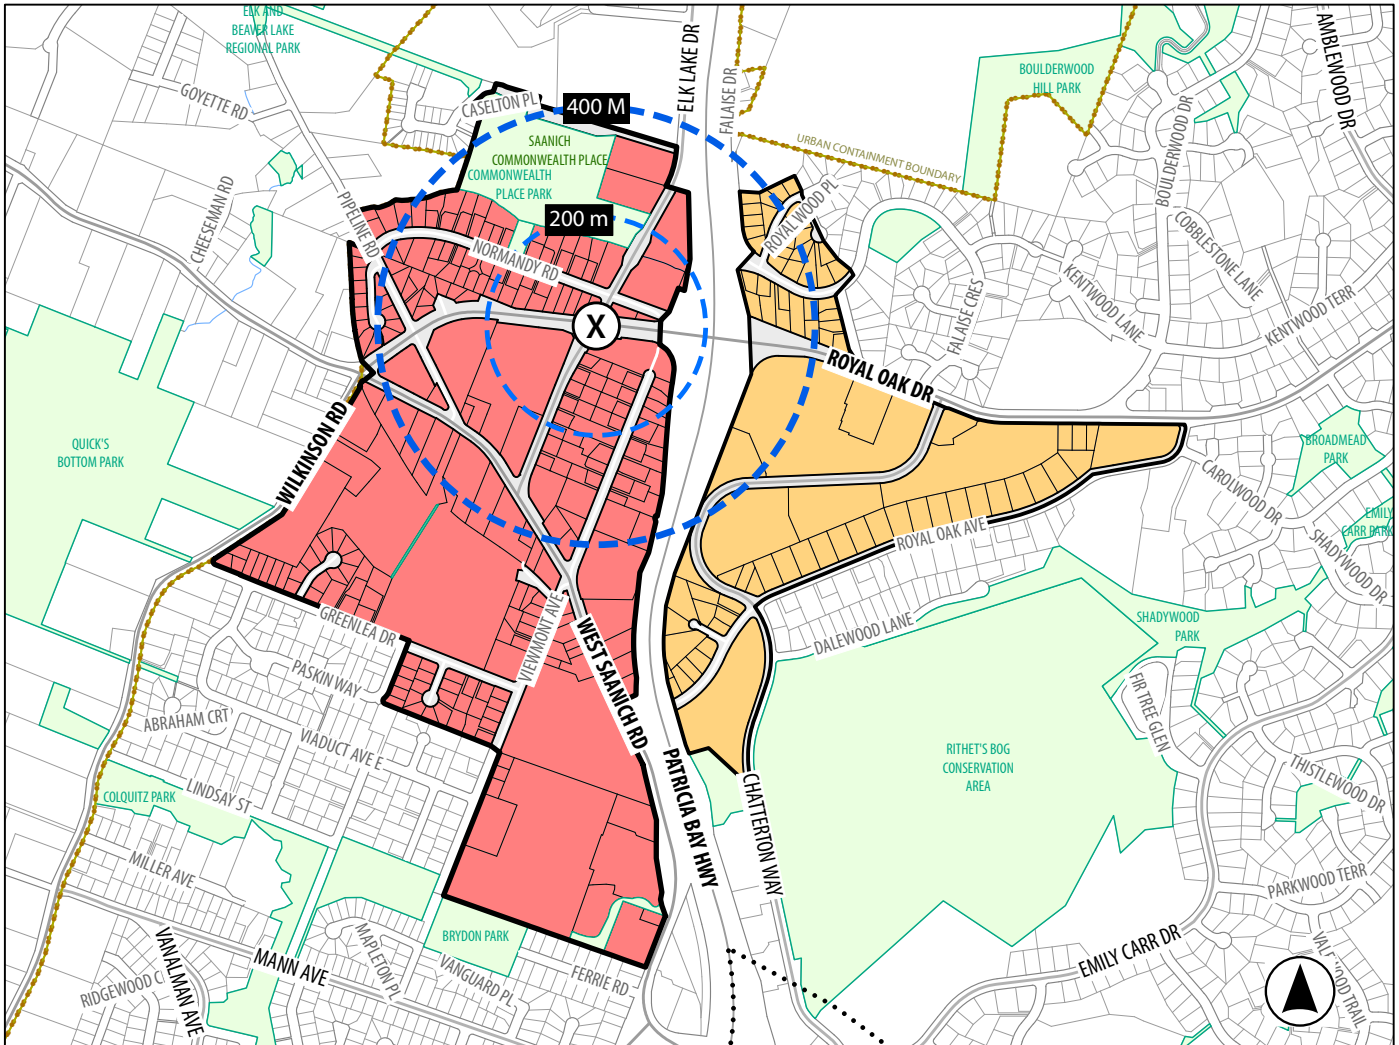 ELK AND
BEAVER LAKE
REGIONAL PARK
GOYETTE RD
CASELTON PL
400 M
ELK LAKE DR
FALAISE DR
BOULDERWOOD
HILL PARK
AMBLEWOOD DR
SAANICH
COMMONWEALTH PLACE
COMMONWEALTH
PLACE PARK
URBAN CONTAINMENT BOUNDARY
BOULDERWOOD DR
CHEESEMAN RD
PIPELINE RD
200 m
ROYAL WOOD PL
COBBLESTONE LANE
NORMANDY RD
KENTWOOD LANE
FALAISE CRES
KENTWOOD TERR
X
ROYAL OAK DR
WILKINSON RD
QUICK'S
BOTTOM PARK
BROADMEAD
PARK
CAROLWOOD DR
EMILY
CARR PARK
ROYAL OAK AVE
SHADYWOOD DR
GREENLEA DR
VIEWMONT AVE
WEST SAANICH RD
DALEWOOD LANE
SHADYWOOD
PARK
PASKIN WAY
FIR TREE GLEN
ABRAHAM CRT
VIADUCT AVE E
RITHET'S BOG
CONSERVATION
AREA
PATRICIA BAY HWY
CHATTERTON WAY
THISTLEWOOD DR
COLQUITZ PARK
LINDSAY ST
MILLER AVE
PARKWOOD TERR
BRYDON PARK
MAPLETON PL
VANALMAN AVE
MANN AVE
VANGUARD PL
FERRIE RD
EMILY CARR DR
RIDGEWOOD C
TRAIL